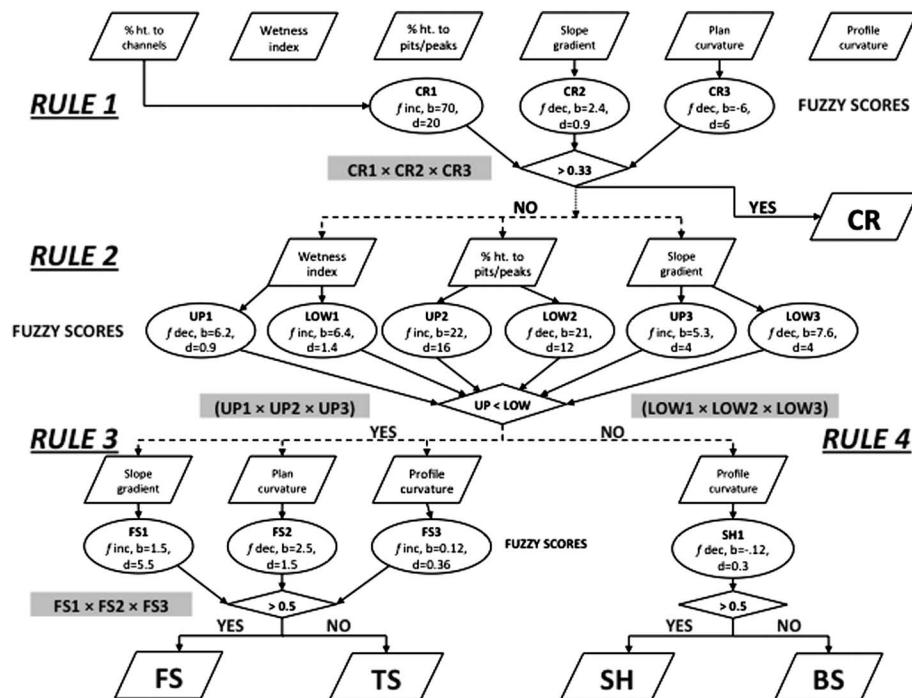 % ht. to
channels
Wetness
index
% ht. to
pits/peaks
Slope
gradient
Plan
curvature
Profile
curvature
RULE 1
CR1
f inc, b=70,
d=20
CR2
f dec, b=2.4,
d=0.9
CR3
f dec, b=-6,
d=6
FUZZY SCORES
CR1 × CR2 × CR3
> 0.33
NO
YES
CR
RULE 2
Wetness
index
% ht. to
pits/peaks
Slope
gradient
FUZZY SCORES
UP1
f dec, b=6.2,
d=0.9
LOW1
f inc, b=6.4,
d=1.4
UP2
f inc, b=22,
d=16
LOW2
f dec, b=21,
d=12
UP3
f inc, b=5.3,
d=4
LOW3
f dec, b=7.6,
d=4
(UP1 × UP2 × UP3)
UP < LOW
(LOW1 × LOW2 × LOW3)
RULE 3
YES
NO
RULE 4
Slope
gradient
Plan
curvature
Profile
curvature
Profile
curvature
FS1
f inc, b=1.5,
d=5.5
FS2
f dec, b=2.5,
d=1.5
FS3
f inc, b=0.12,
d=0.36
FUZZY SCORES
SH1
f dec, b=-.12,
d=0.3
FS1 × FS2 × FS3
> 0.5
> 0.5
YES
NO
YES
NO
FS
TS
SH
BS